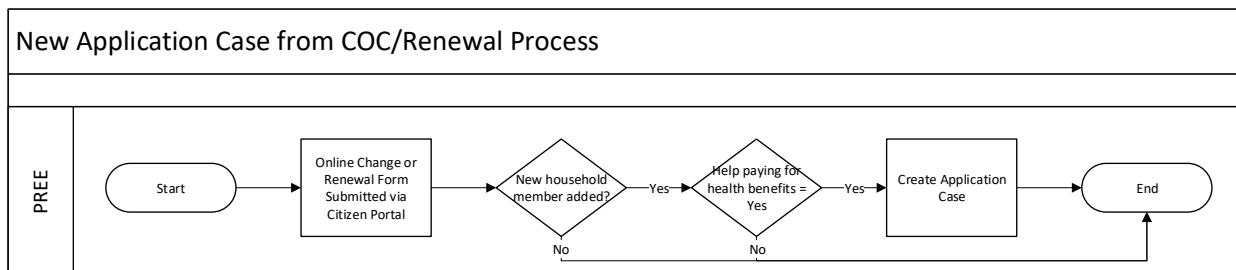 New Application Case from COC/Renewal Process
PREE
Start
Online Change or
Renewal Form
Submitted via
Citizen Portal
New household
member added?
Yes
Help paying for
health benefits =
Yes
Yes
Create Application
Case
End
No
No